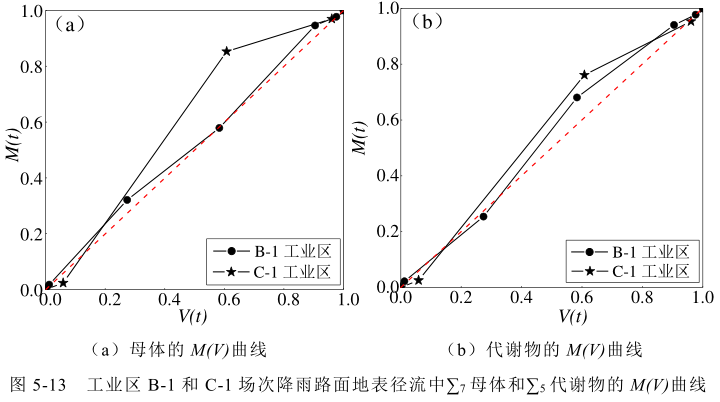 (a)
1.0
0.8
0.6
0.4
0.2
0.0
M(t)
B-1 工业区
C-1 工业区
0.2 0.4 0.6 0.8 1.0
V(t)
(b)
1.0
0.8
0.6
0.4
0.2
0.0
M(t)
B-1 工业区
C-1 工业区
0.2 0.4 0.6 0.8 1.0
V(t)
（a）母体的 M(V)曲线
（b）代谢物的 M(V)曲线
图 5-13 工业区 B-1 和 C-1 场次降雨路面地表径流中∑₇母体和∑₅代谢物的 M(V)曲线